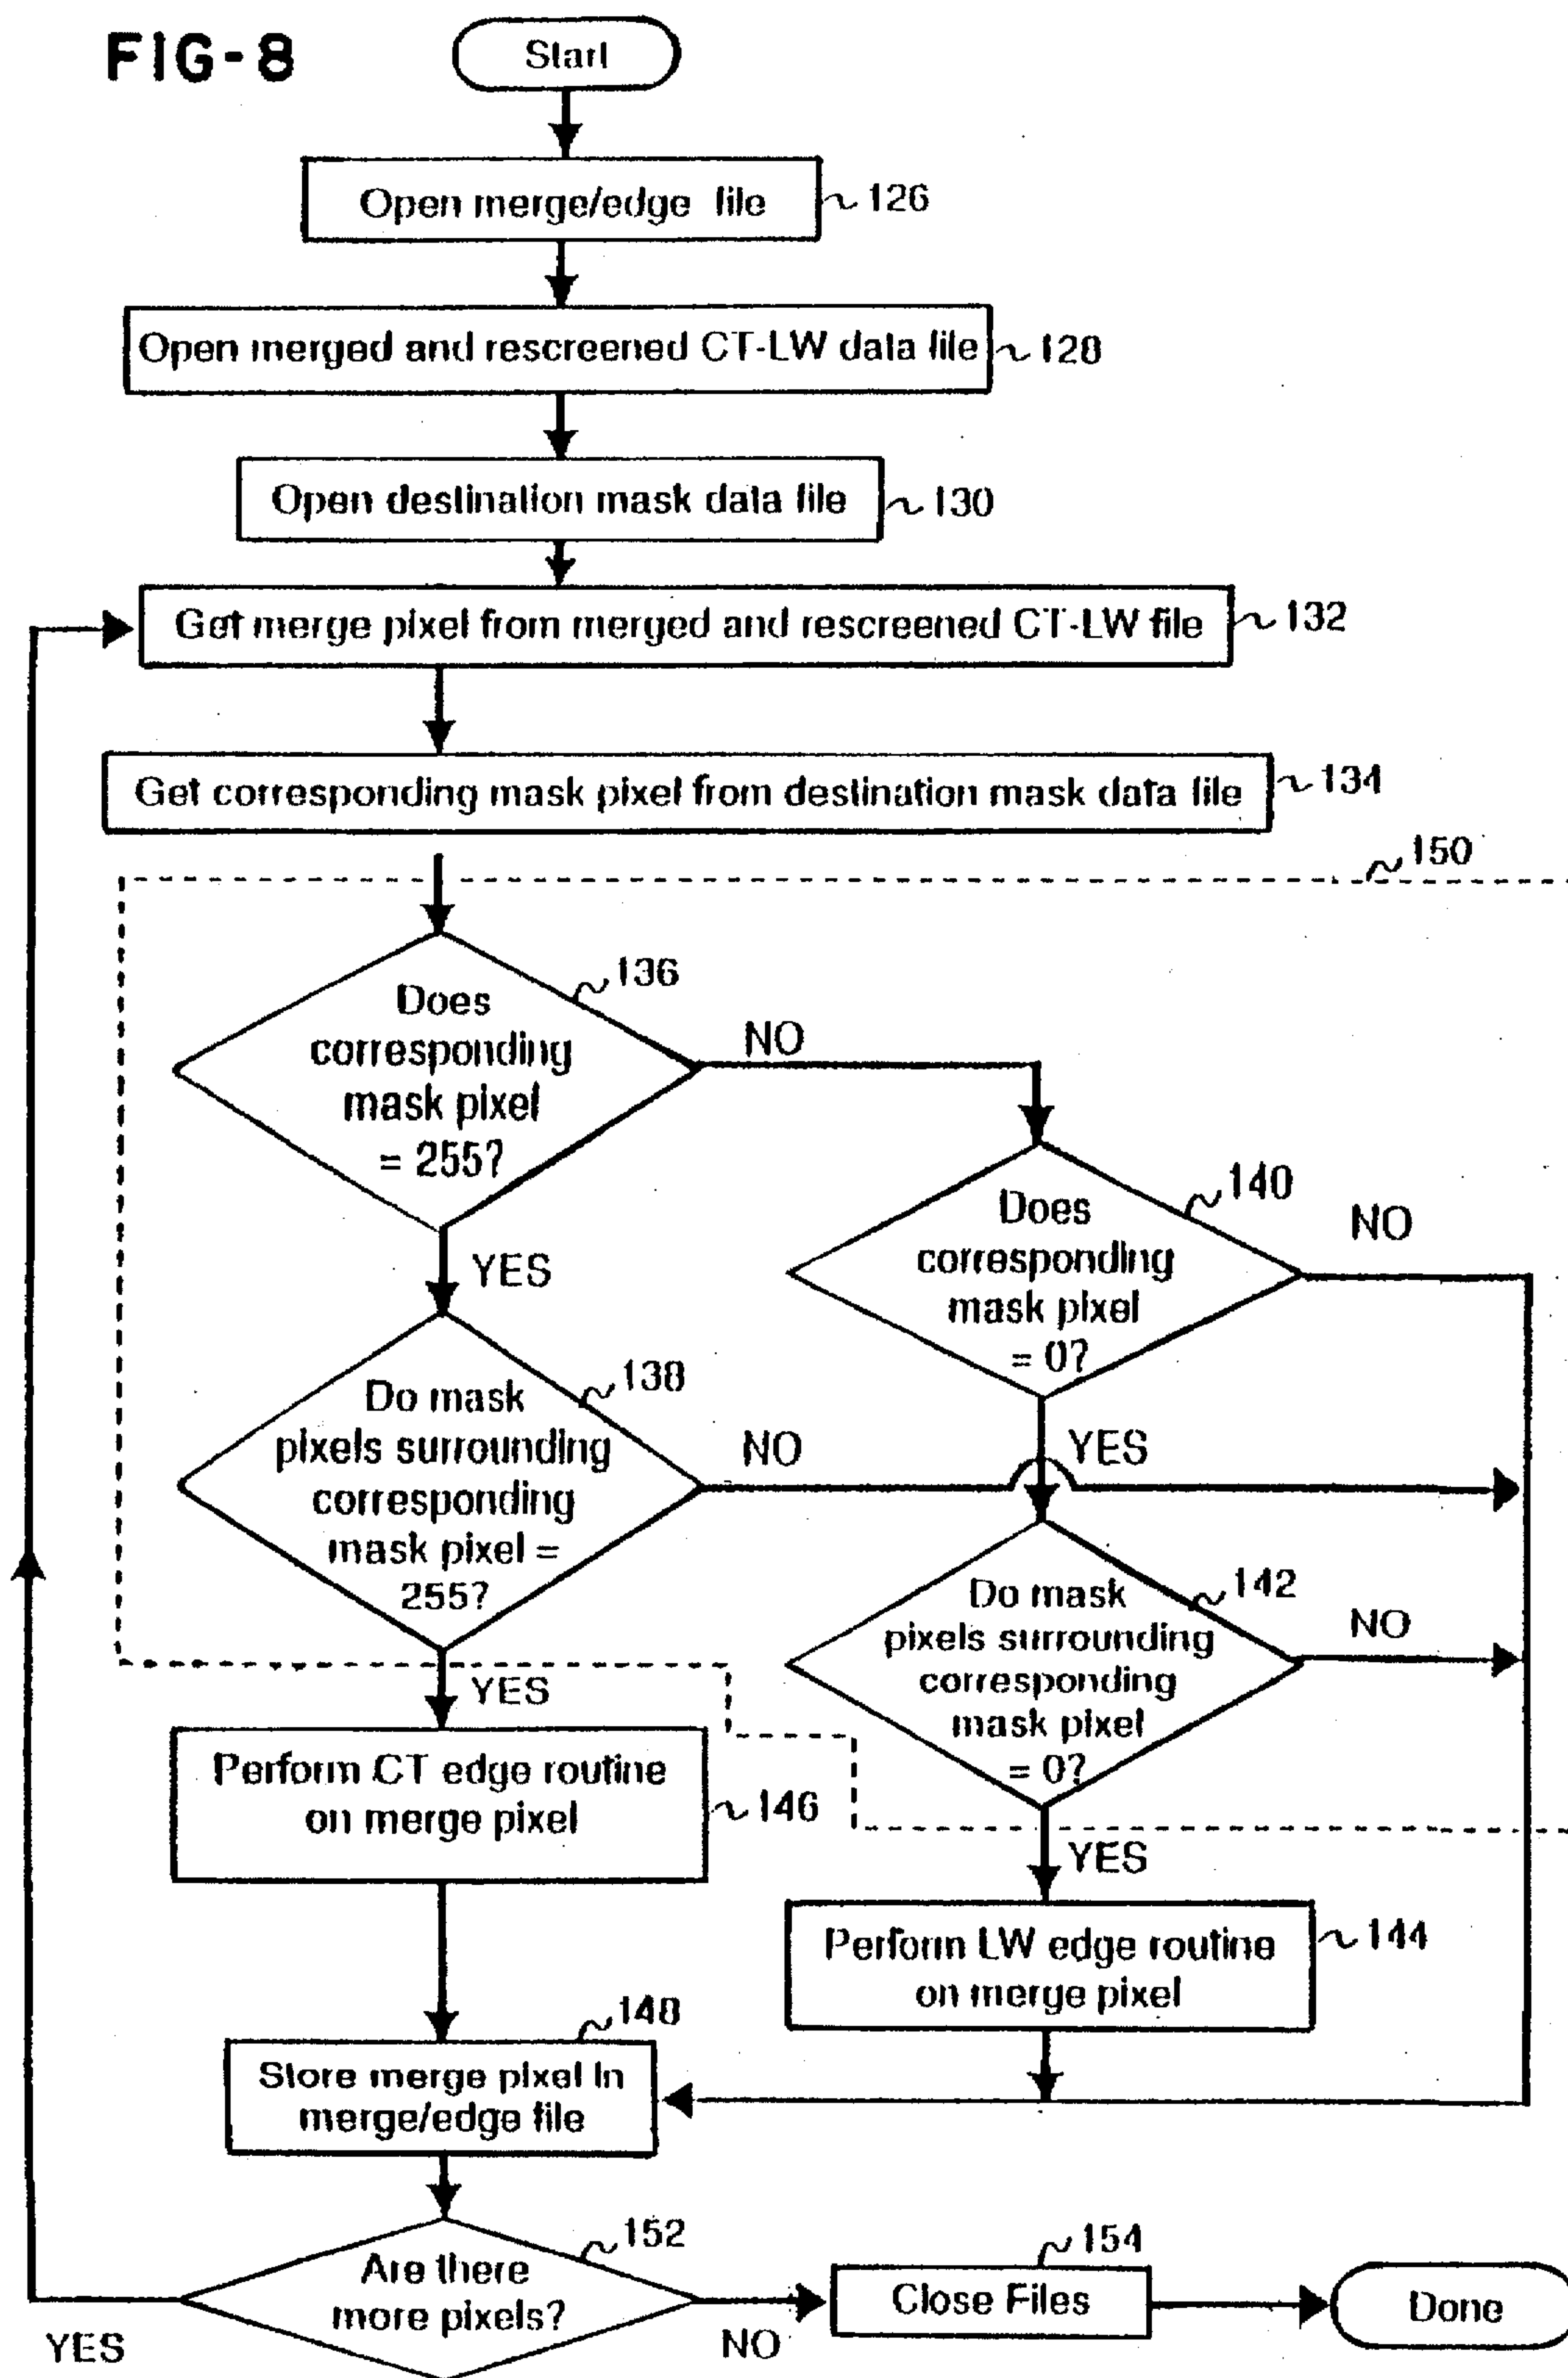 FIG-8
Start
Open merge/edge file
126
Open merged and rescreened CT-LW data file
128
Open destination mask data file
130
Get merge pixel from merged and rescreened CT-LW file
132
Get corresponding mask pixel from destination mask data file
134
150
136
Does
corresponding
mask pixel
= 255?
NO
YES
140
Does
corresponding
mask pixel
= 0?
NO
YES
138
Do mask
pixels surrounding
corresponding
mask pixel =
255?
NO
YES
142
Do mask
pixels surrounding
corresponding
mask pixel
= 0?
NO
YES
Perform CT edge routine
on merge pixel
146
Perform LW edge routine
on merge pixel
144
148
Store merge pixel in
merge/edge file
152
Are there
more pixels?
YES
NO
154
Close Files
Done